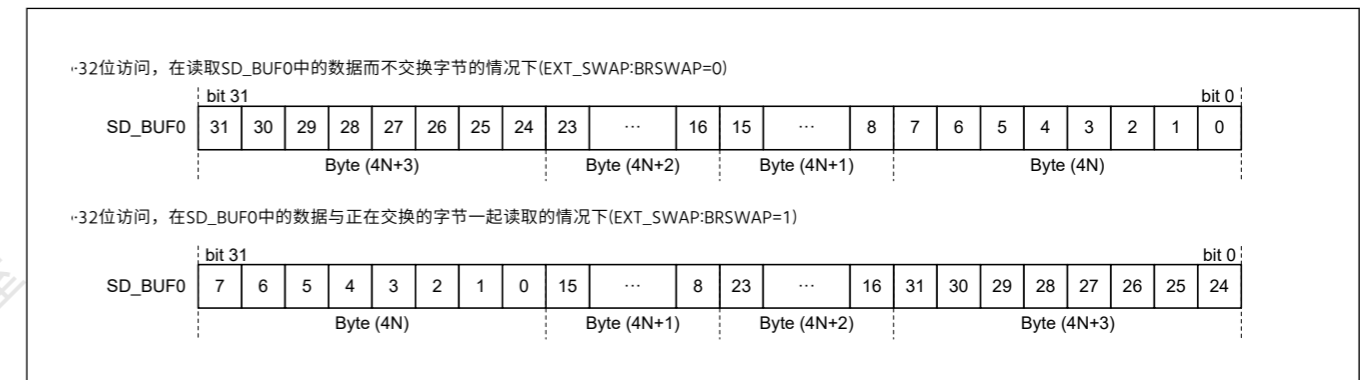 ·32位访问，在读取SD_BUF0中的数据而不交换字节的情况下(EXT_SWAP:BRSWAP=0)
bit 31 bit 0
SD_BUF0 31 30 29 28 27 26 25 24 23 ··· 16 15 ··· 8 7 6 5 4 3 2 1 0
Byte (4N+3) Byte (4N+2) Byte (4N+1) Byte (4N)
·32位访问，在SD_BUF0中的数据与正在交换的字节一起读取的情况下(EXT_SWAP:BRSWAP=1)
bit 31 bit 0
SD_BUF0 7 6 5 4 3 2 1 0 15 ··· 8 23 ··· 16 31 30 29 28 27 26 25 24
Byte (4N) Byte (4N+1) Byte (4N+2) Byte (4N+3)